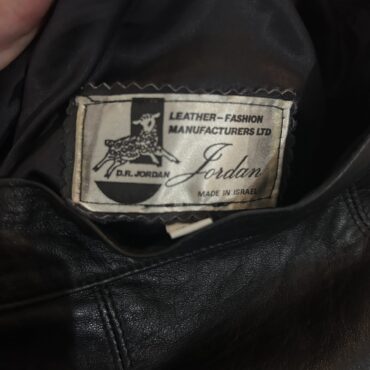 LEATHER-FASHION
MANUFACTURERS LTD
D.R. JORDAN
Jordan
MADE IN ISRAEL